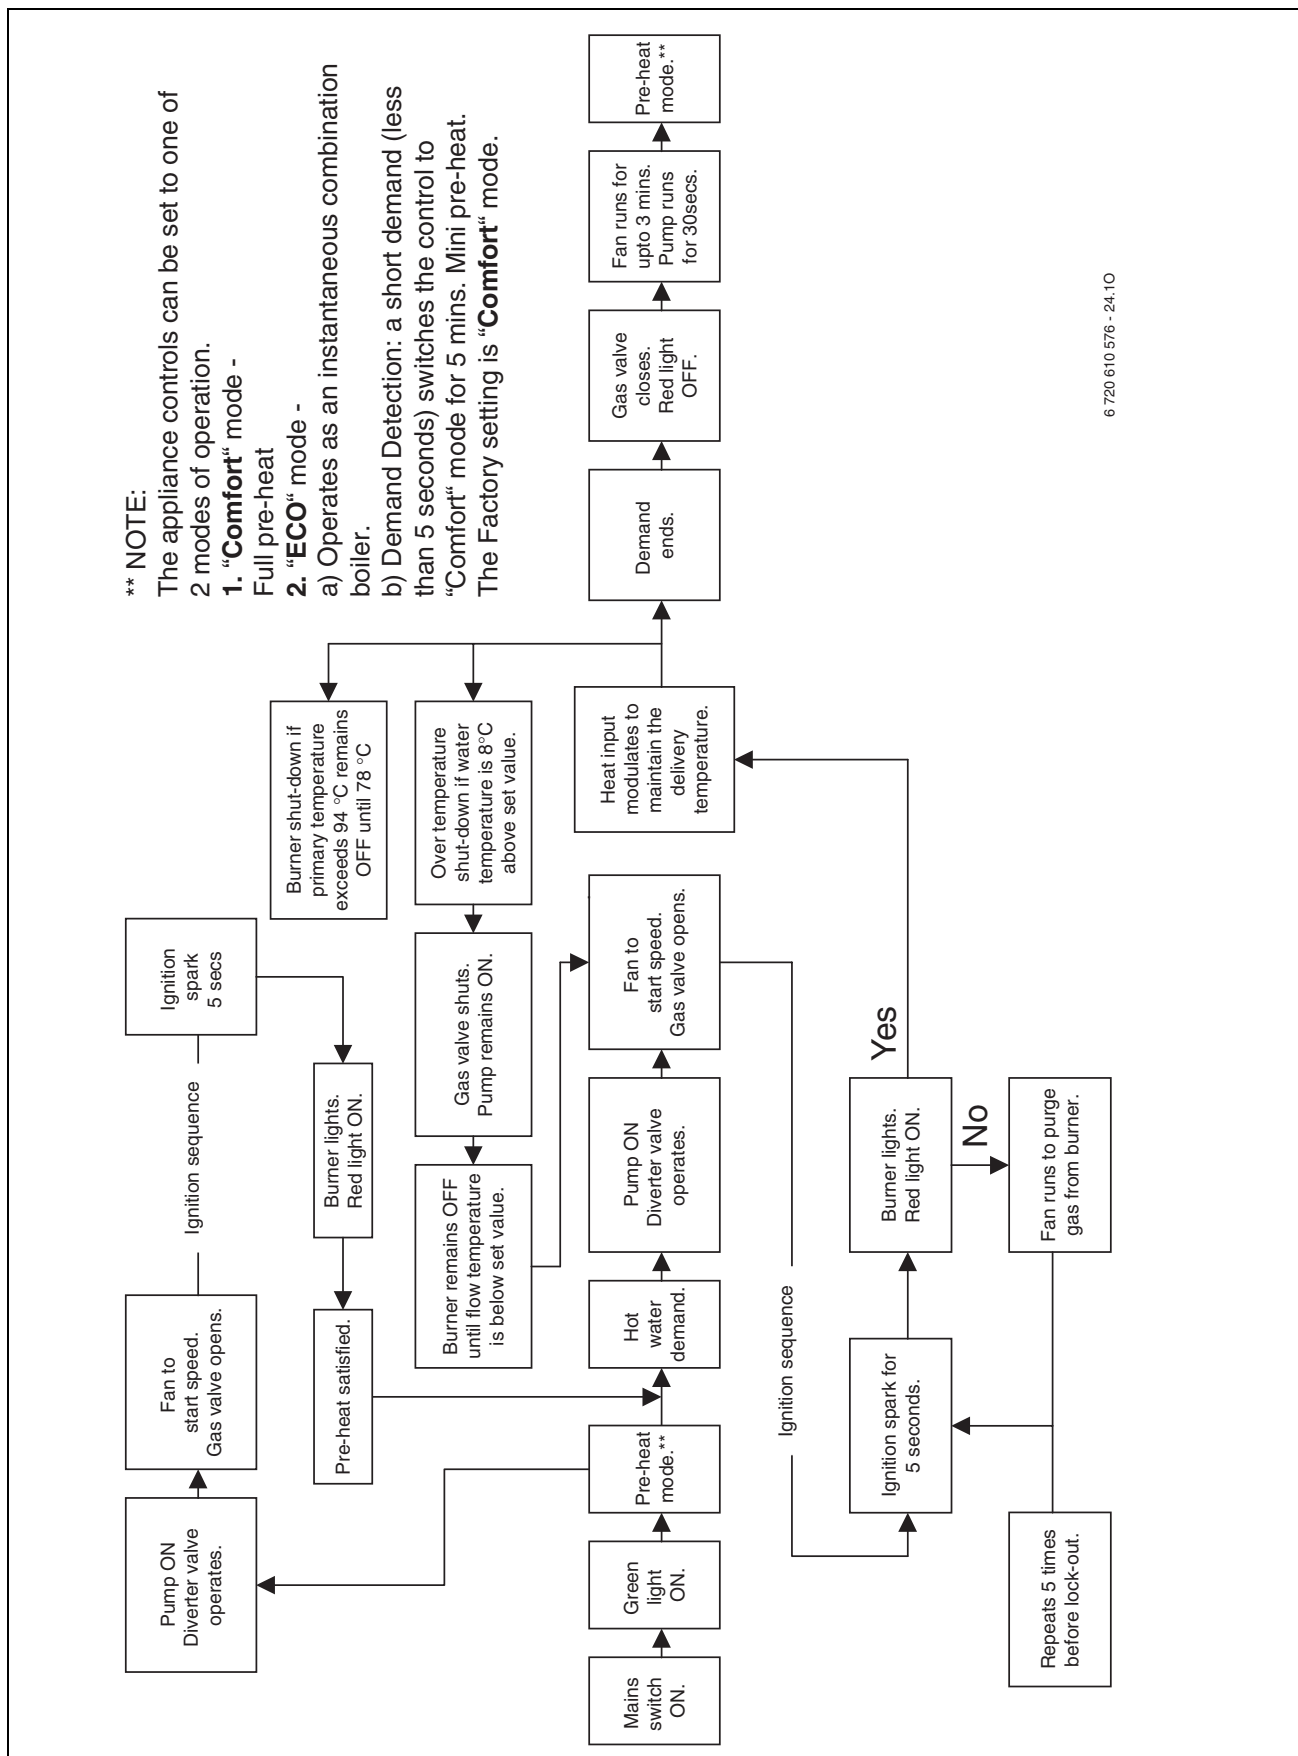 ** NOTE:
The appliance controls can be set to one of
2 modes of operation.
1. “Comfort“ mode -
Full pre-heat
2. “ECO“ mode -
a) Operates as an instantaneous combination
boiler.
b) Demand Detection: a short demand (less
than 5 seconds) switches the control to
“Comfort“ mode for 5 mins. Mini pre-heat.
The Factory setting is “Comfort“ mode.
Pump ON
Diverter valve
operates.
Fan to
start speed.
Gas valve opens.
Ignition sequence
Ignition
spark
5 secs
Burner lights.
Red light ON.
Pre-heat satisfied.
Burner shut-down if
primary temperature
exceeds 94 °C remains
OFF until 78 °C
Over temperature
shut-down if water
temperature is 8°C
above set value.
Gas valve shuts.
Pump remains ON.
Burner remains OFF
until flow temperature
is below set value.
Mains
switch
ON.
Green
light
ON.
Pre-heat
mode.**
Hot
water
demand.
Pump ON
Diverter valve
operates.
Fan to
start speed.
Gas valve opens.
Heat input
modulates to
maintain the
delivery
temperature.
Demand
ends.
Gas valve
closes.
Red light
OFF.
Fan runs for
upto 3 mins.
Pump runs
for 30secs.
Pre-heat
mode.**
Ignition sequence
Ignition spark for
5 seconds.
Burner lights.
Red light ON.
Yes
No
Fan runs to purge
gas from burner.
Repeats 5 times
before lock-out.
6 720 610 576 - 24.1O